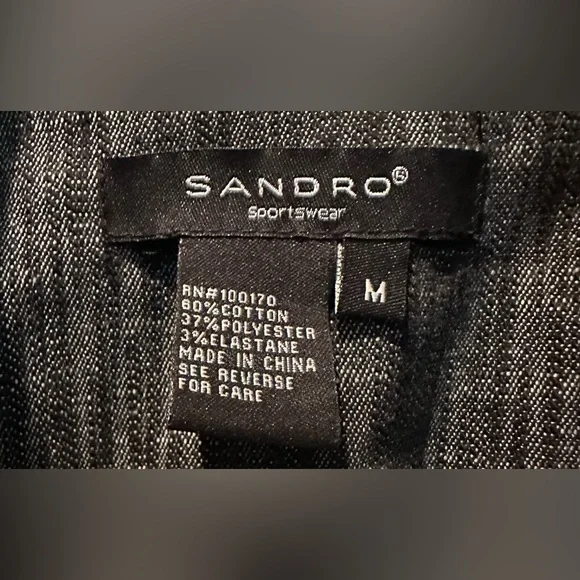 SANDRO®
Sportswear
M
RN#100170
60%COTTON
37%POLYESTER
3%ELASTANE
MADE IN CHINA
SEE REVERSE
FOR CARE